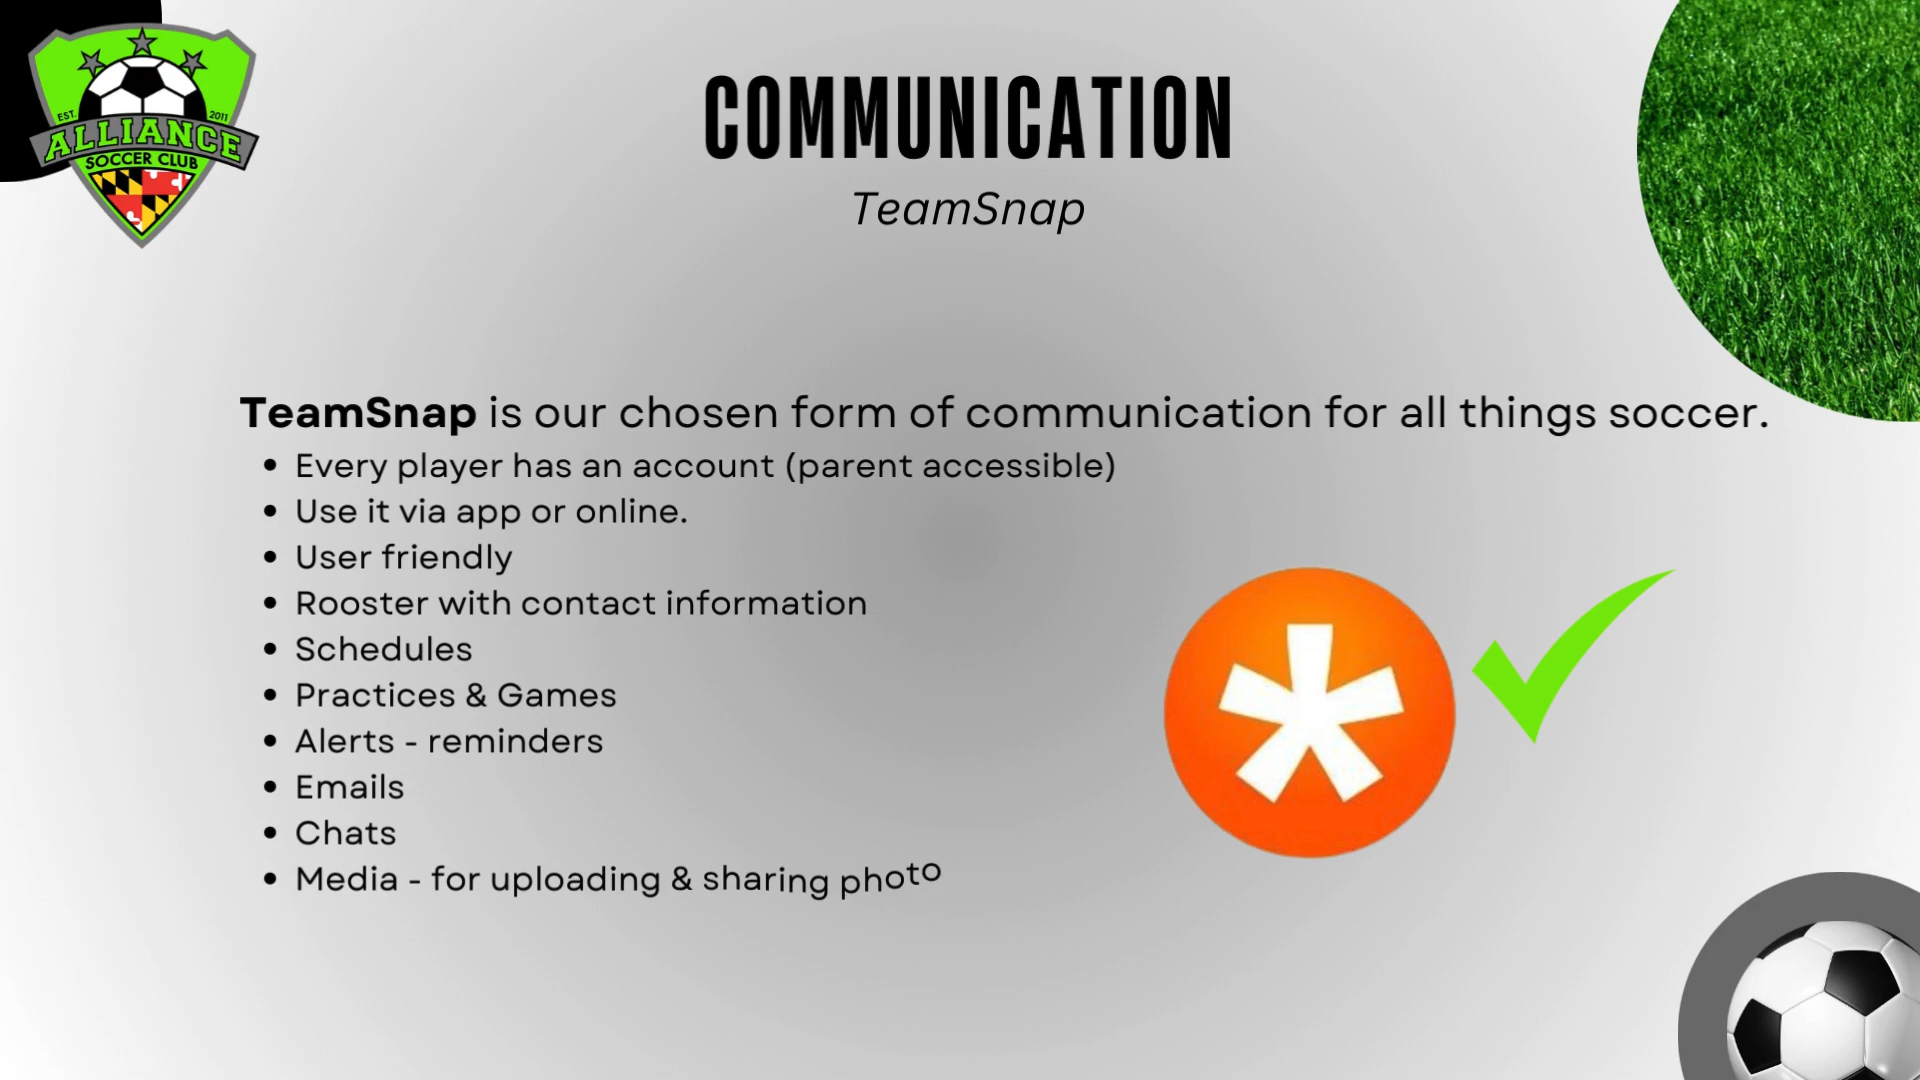 EST. 2011
ALLIANCE
SOCCER CLUB
COMMUNICATION
TeamSnap
TeamSnap is our chosen form of communication for all things soccer.
• Every player has an account (parent accessible)
• Use it via app or online.
• User friendly
• Rooster with contact information
• Schedules
• Practices & Games
• Alerts - reminders
• Emails
• Chats
• Media - for uploading & sharing photo